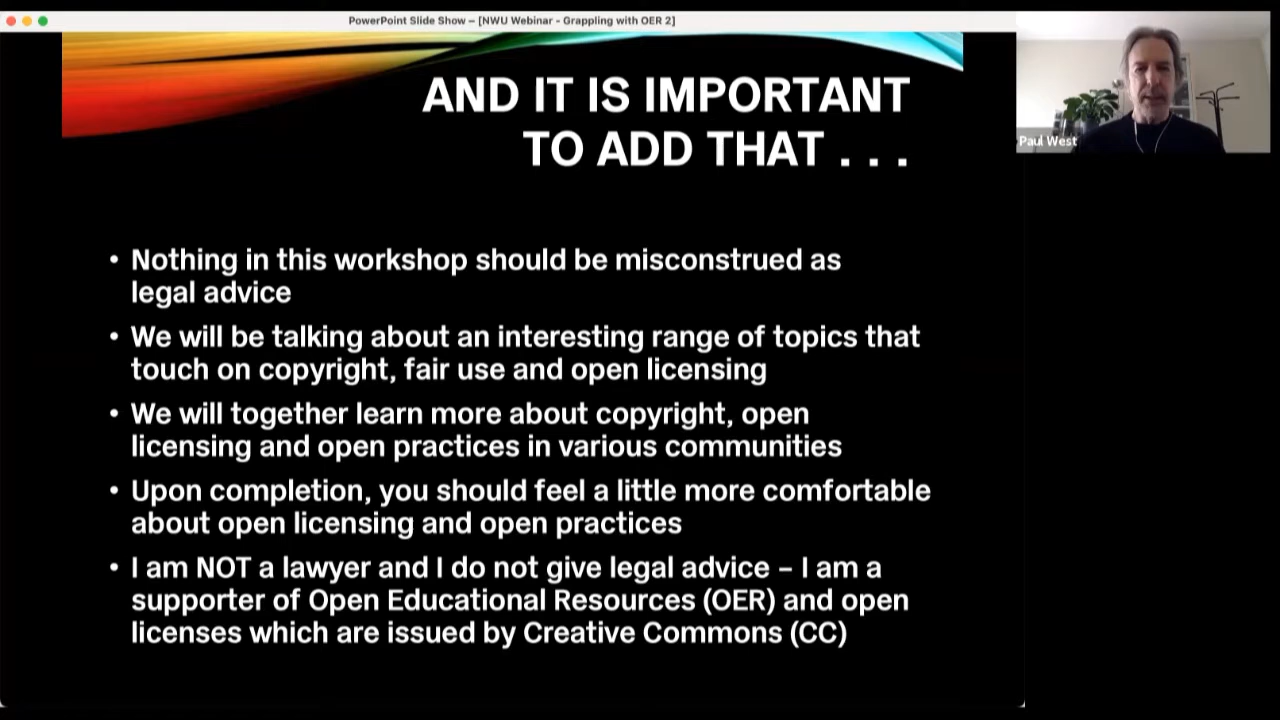 PowerPoint Slide Show – [NWU Webinar - Grappling with OER 2]
AND IT IS IMPORTANT
TO ADD THAT . . .
Paul West
• Nothing in this workshop should be misconstrued as
legal advice
• We will be talking about an interesting range of topics that
touch on copyright, fair use and open licensing
• We will together learn more about copyright, open
licensing and open practices in various communities
• Upon completion, you should feel a little more comfortable
about open licensing and open practices
• I am NOT a lawyer and I do not give legal advice – I am a
supporter of Open Educational Resources (OER) and open
licenses which are issued by Creative Commons (CC)